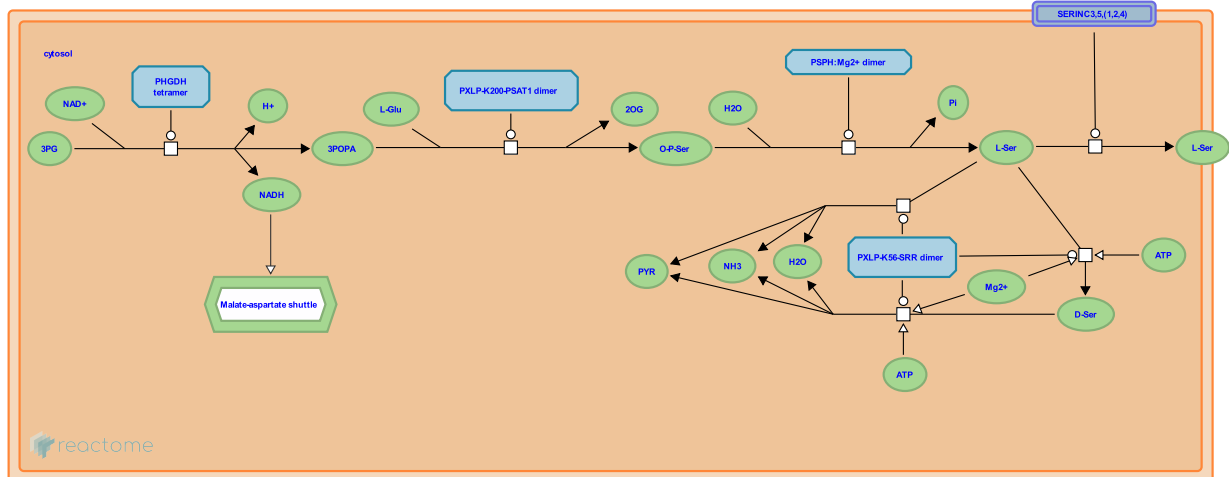 SERINC3,5,(1,2,4)
cytosol
PHGDH
tetramer
PXLP-K200-PSAT1 dimer
PSPH:Mg2+ dimer
NAD+
H+
L-Glu
2OG
H2O
Pi
3PG
3POPA
O-P-Ser
L-Ser
L-Ser
NADH
PYR
NH3
H2O
PXLP-K56-SRR dimer
ATP
Mg2+
Malate-aspartate shuttle
D-Ser
ATP
reactome